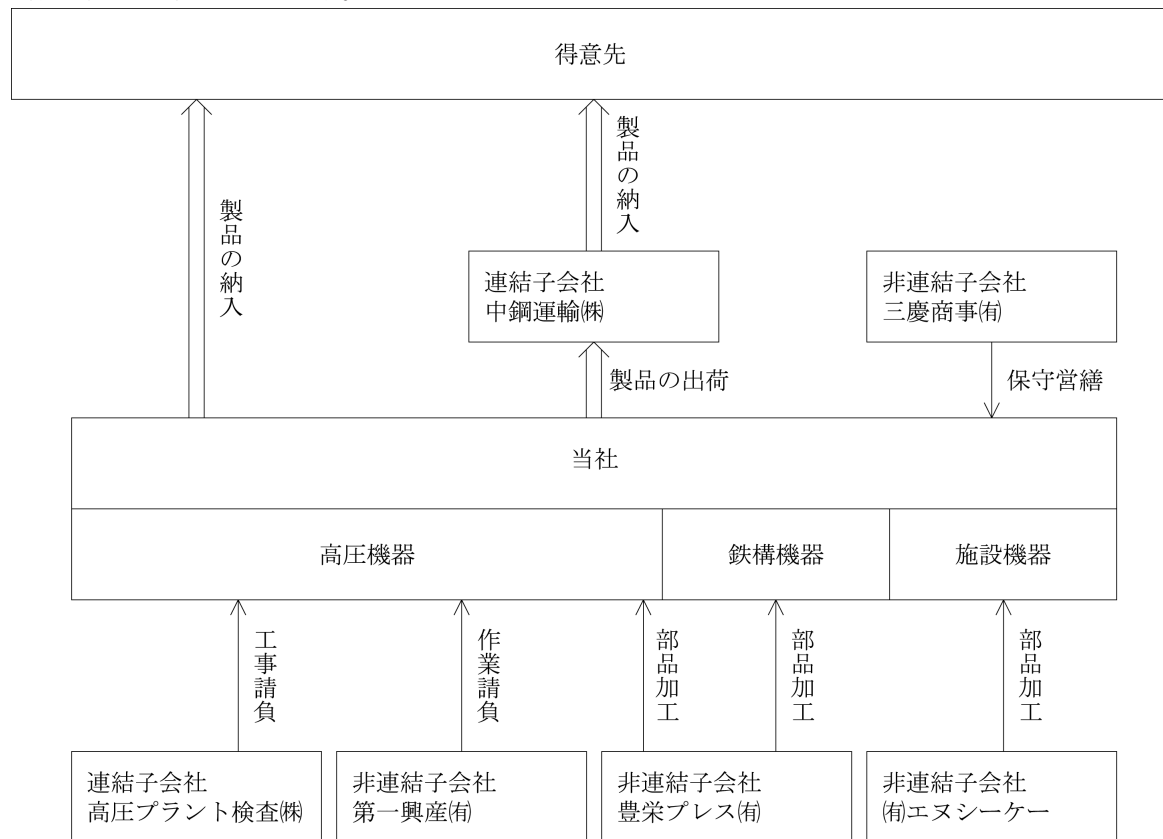 得意先
製品の納入
製品の納入
連結子会社
中鋼運輸㈱
非連結子会社
三慶商事㈲
製品の出荷
保守営繕
当社
高圧機器
鉄構機器
施設機器
工事請負
作業請負
部品加工
部品加工
部品加工
連結子会社
高圧プラント検査㈱
非連結子会社
第一興産㈲
非連結子会社
豊栄プレス㈲
非連結子会社
㈲エヌシーケー